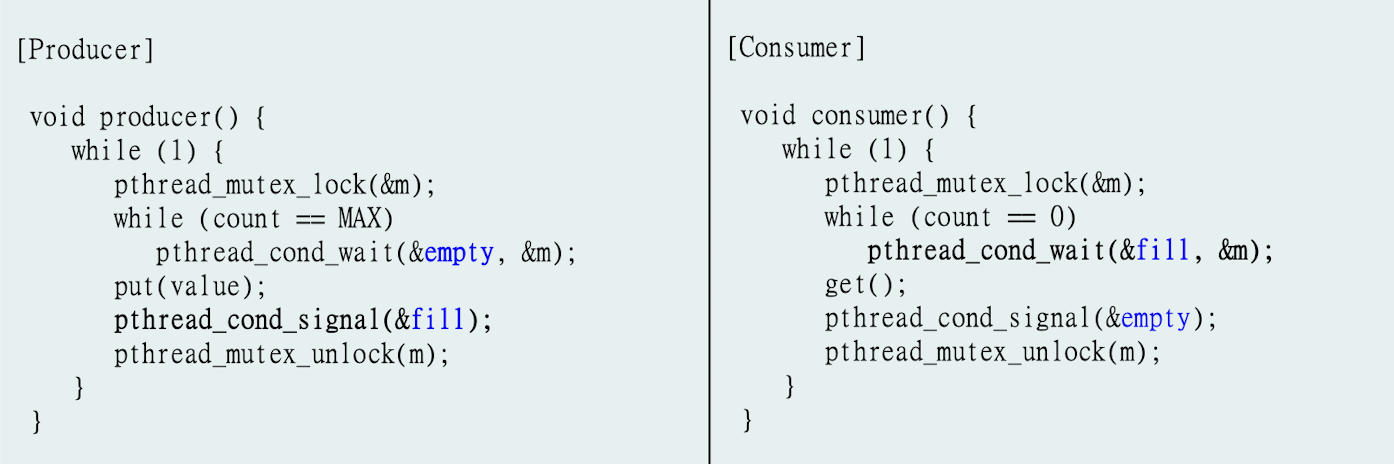 [Producer]
void producer() {
while (1) {
pthread_mutex_lock(&m);
while (count == MAX)
pthread_cond_wait(&empty, &m);
put(value);
pthread_cond_signal(&fill);
pthread_mutex_unlock(m);
}
}
[Consumer]
void consumer() {
while (1) {
pthread_mutex_lock(&m);
while (count == 0)
pthread_cond_wait(&fill, &m);
get();
pthread_cond_signal(&empty);
pthread_mutex_unlock(m);
}
}